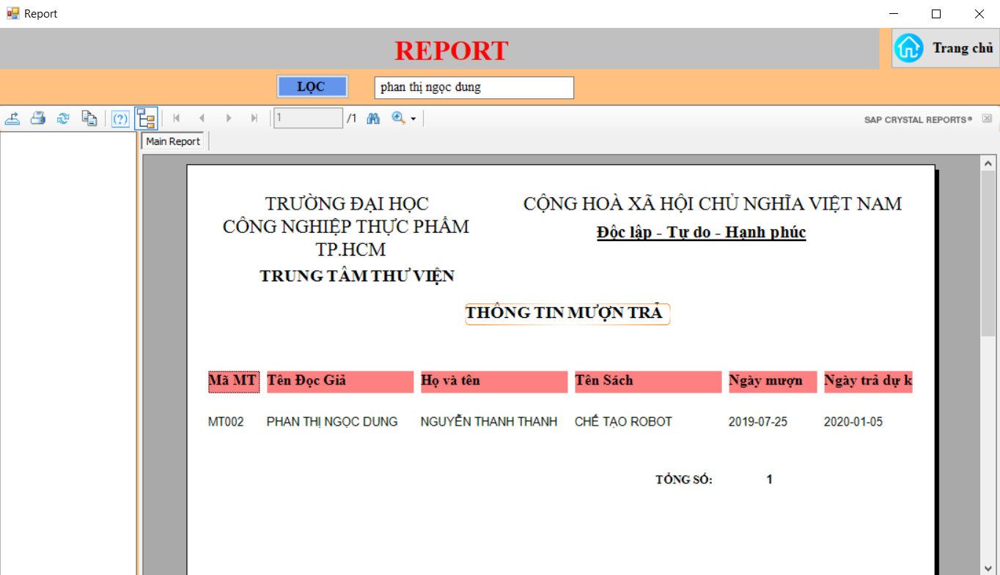 Report
REPORT
Trang chủ
LỌC
phan thị ngọc dung
1 /1
SAP CRYSTAL REPORTS®
Main Report
TRƯỜNG ĐẠI HỌC
CÔNG NGHIỆP THỰC PHẨM
TP.HCM
TRUNG TÂM THƯ VIỆN
CỘNG HOÀ XÃ HỘI CHỦ NGHĨA VIỆT NAM
Độc lập - Tự do - Hạnh phúc
THÔNG TIN MƯỢN TRẢ
Mã MT Tên Đọc Giả Họ và tên Tên Sách Ngày mượn Ngày trả dự k
MT002 PHAN THỊ NGỌC DUNG NGUYỄN THANH THANH CHẾ TẠO ROBOT 2019-07-25 2020-01-05
TỔNG SỐ: 1